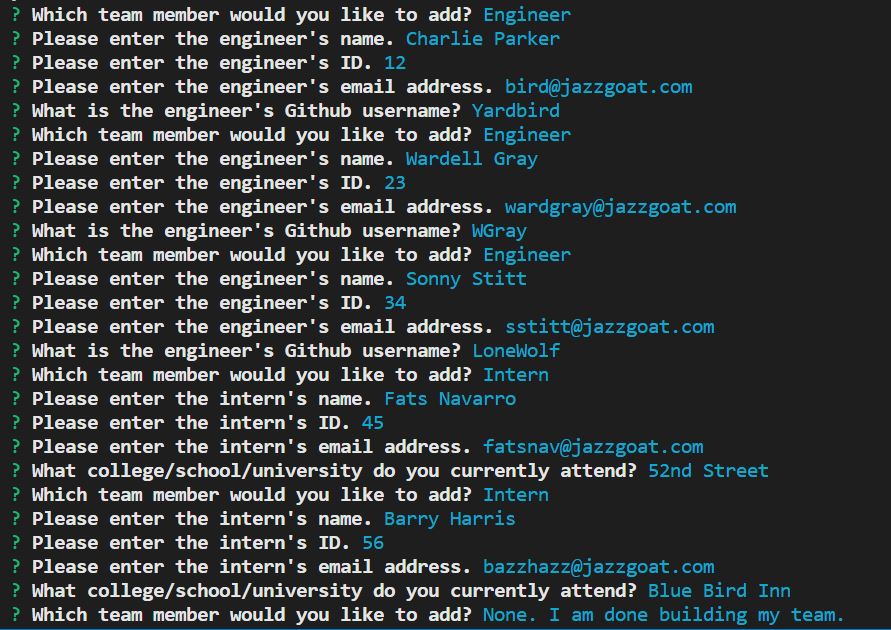 ? Which team member would you like to add? Engineer
? Please enter the engineer's name. Charlie Parker
? Please enter the engineer's ID. 12
? Please enter the engineer's email address. bird@jazzgoat.com
? What is the engineer's Github username? Yardbird
? Which team member would you like to add? Engineer
? Please enter the engineer's name. Wardell Gray
? Please enter the engineer's ID. 23
? Please enter the engineer's email address. wardgray@jazzgoat.com
? What is the engineer's Github username? WGray
? Which team member would you like to add? Engineer
? Please enter the engineer's name. Sonny Stitt
? Please enter the engineer's ID. 34
? Please enter the engineer's email address. sstitt@jazzgoat.com
? What is the engineer's Github username? LoneWolf
? Which team member would you like to add? Intern
? Please enter the intern's name. Fats Navarro
? Please enter the intern's ID. 45
? Please enter the intern's email address. fatsnav@jazzgoat.com
? What college/school/university do you currently attend? 52nd Street
? Which team member would you like to add? Intern
? Please enter the intern's name. Barry Harris
? Please enter the intern's ID. 56
? Please enter the intern's email address. bazzhazz@jazzgoat.com
? What college/school/university do you currently attend? Blue Bird Inn
? Which team member would you like to add? None. I am done building my team.